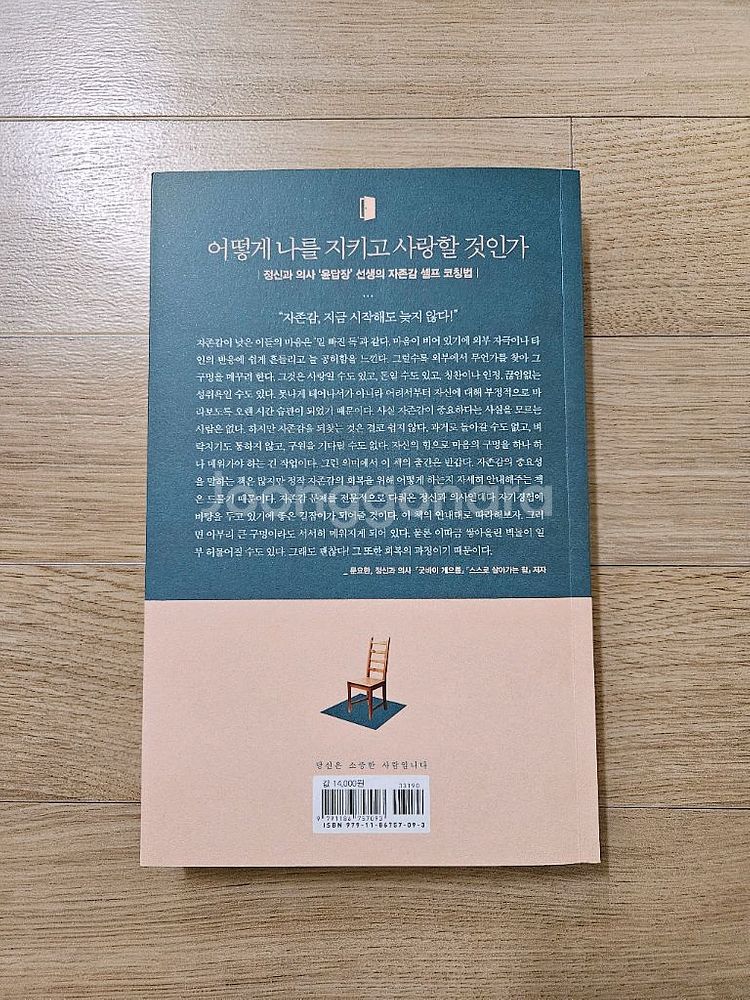 어떻게 나를 지키고 사랑할 것인가
정신과 의사 '윤답장' 선생의 자존감 셀프 코칭법
...
"자존감, 지금 시작해도 늦지 않다!"
자존감이 낮은 이들의 마음은 '밑 빠진 독'과 같다. 마음이 비어 있기에 외부 자극이나 타
인의 반응에 쉽게 흔들리고 늘 공허함을 느낀다. 그럴수록 외부에서 무언가를 찾아 그
구멍을 메꾸려 한다. 그것은 사랑일 수도 있고, 돈일 수도 있고, 칭찬이나 인정, 끊임없는
성취욕일 수도 있다. 못나게 태어나서가 아니라 어려서부터 자신에 대해 부정적으로 바
라보도록 오랜 시간 습관이 되었기 때문이다. 사실 자존감이 중요하다는 사실을 모르는
사람은 없다. 하지만 자존감을 되찾는 것은 결코 쉽지 않다. 과거로 돌아갈 수도 없고, 벼
락치기도 통하지 않고, 구원을 기다릴 수도 없다. 자신의 힘으로 마음의 구멍을 하나 하
나 메워가야 하는 긴 작업이다. 그런 의미에서 이 책의 출간은 반갑다. 자존감의 중요성
을 말하는 책은 많지만 정작 자존감의 회복을 위해 어떻게 하는지 자세히 안내해주는 책
은 드물기 때문이다. 자존감 문제를 전문적으로 다뤄온 정신과 의사인데다 자기경험에
바탕을 두고 있기에 좋은 길잡이가 되어줄 것이다. 이 책의 안내대로 따라해보자. 그러
면 아무리 큰 구멍이라도 서서히 메워지게 되어 있다. 물론 이따금 쌓아올린 벽돌이 일
부 허물어질 수도 있다. 그래도 괜찮다! 그 또한 회복의 과정이기 때문이다.
_ 문요한, 정신과 의사 「굿바이 게으름」 「스스로 살아가는 힘」 저자
당신은 소중한 사람입니다
값 14,000원
03190
9 791186 757093
ISBN 979-11-86757-09-3